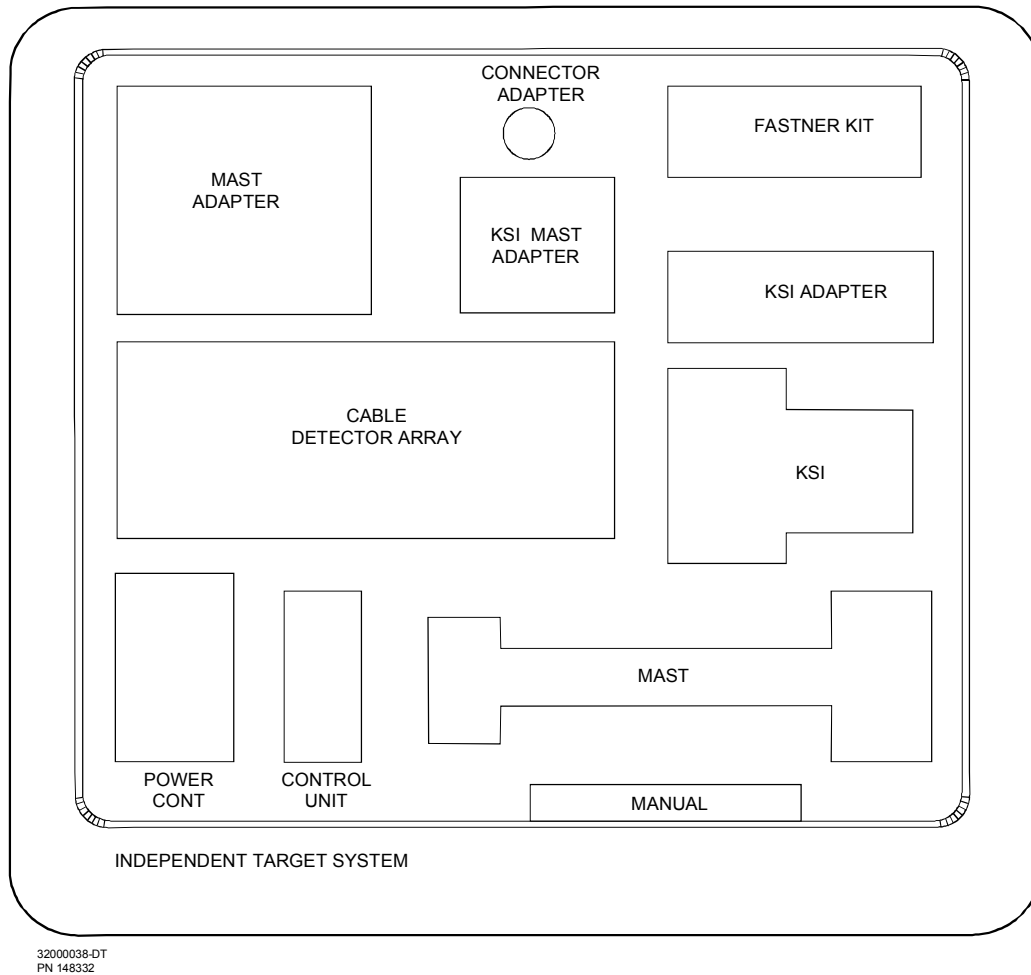 CONNECTOR
ADAPTER
FASTNER KIT
MAST
ADAPTER
KSI MAST
ADAPTER
KSI ADAPTER
CABLE
DETECTOR ARRAY
KSI
MAST
POWER
CONT
CONTROL
UNIT
MANUAL
INDEPENDENT TARGET SYSTEM
32000038-DT
PN 148332